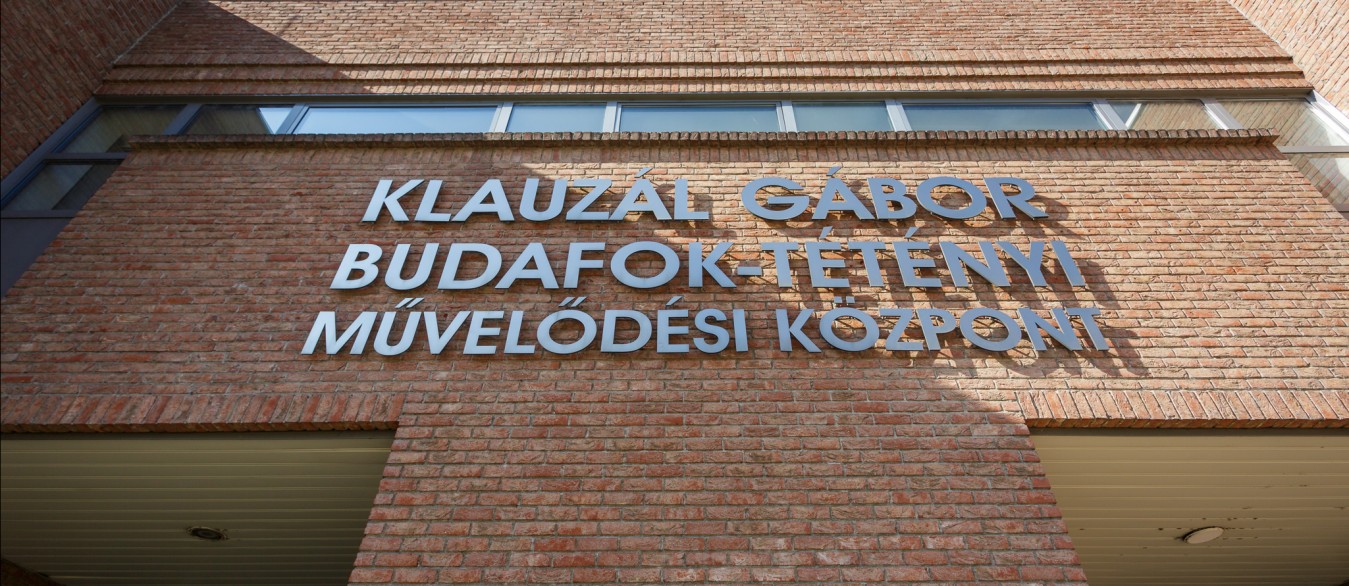 KLAUZÁL GÁBOR
BUDAFOK-TÉTÉNYI
MŰVELŐDÉSI KÖZPONT